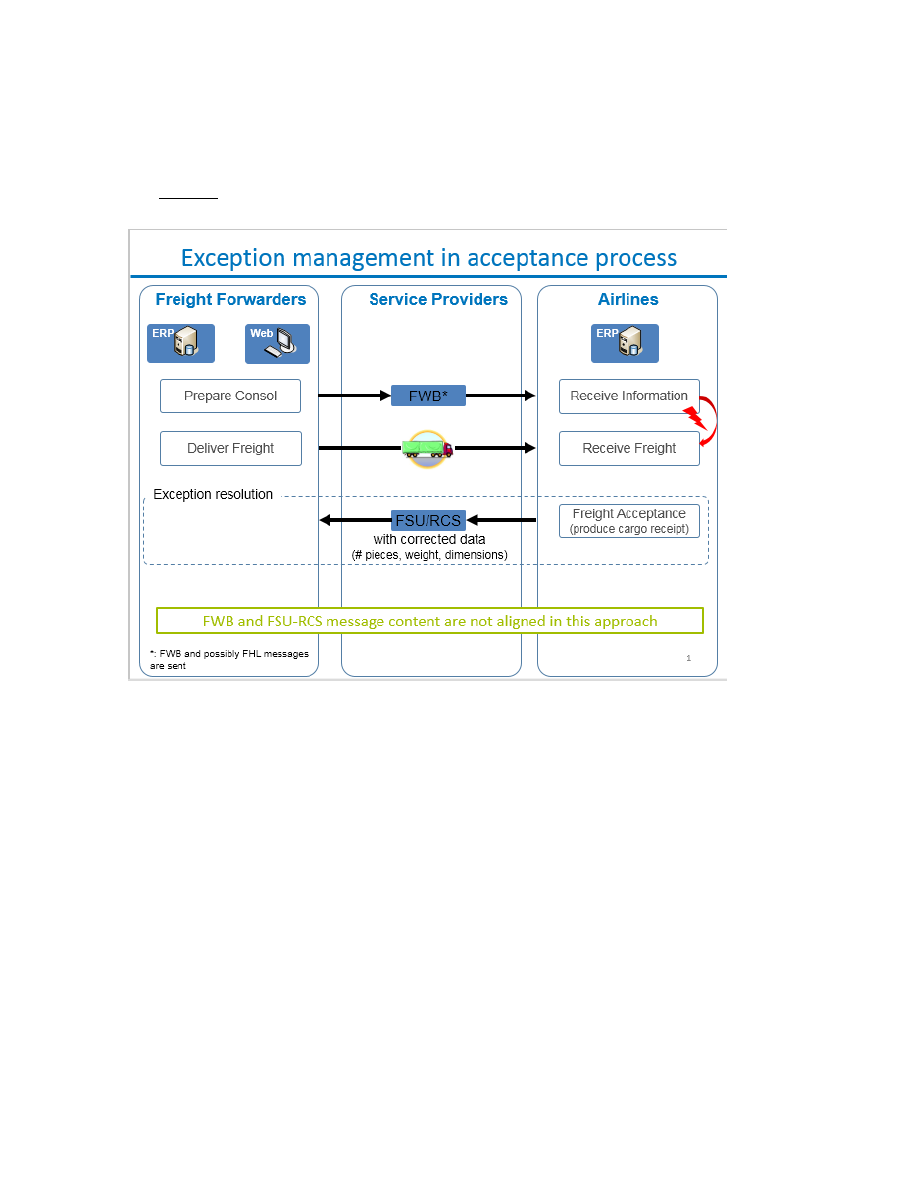 Exception management in acceptance process
Freight Forwarders
Service Providers
Airlines
ERP
Web
ERP
Prepare Consol
FWB*
Receive Information
Deliver Freight
Receive Freight
Exception resolution
FSU/RCS
Freight Acceptance
(produce cargo receipt)
with corrected data
(# pieces, weight, dimensions)
FWB and FSU-RCS message content are not aligned in this approach
*: FWB and possibly FHL messages
are sent
1